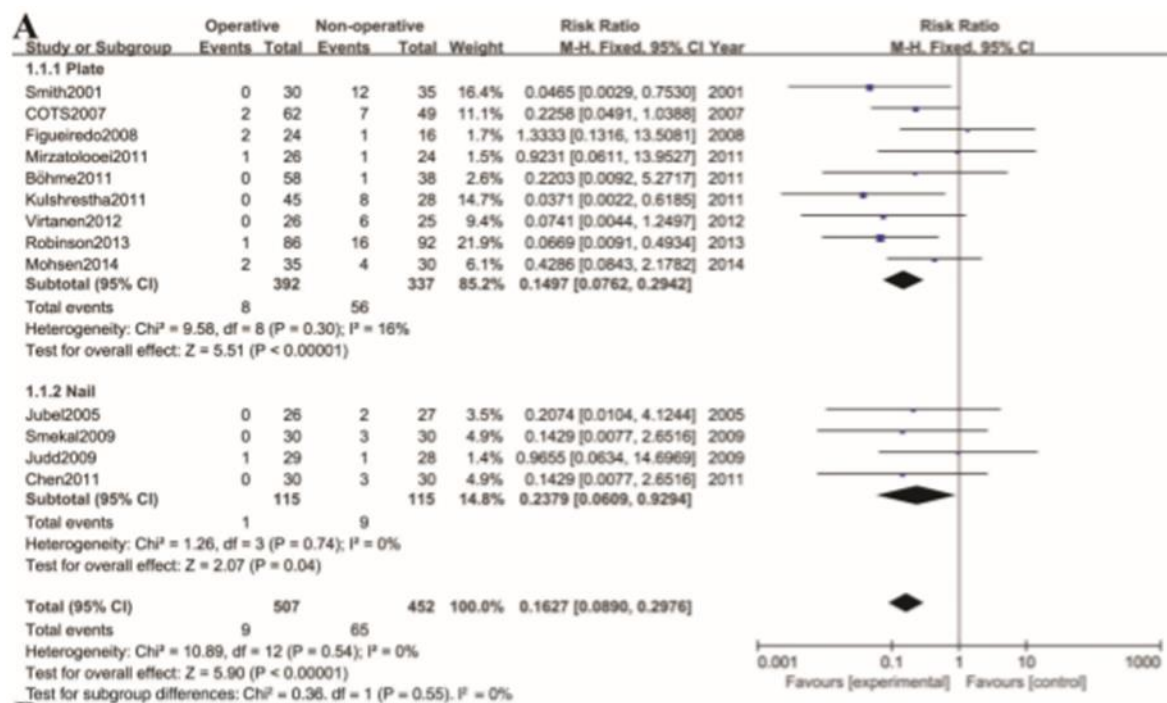 A
Operative Non-operative Risk Ratio Risk Ratio
Study or Subgroup Events Total Events Total Weight M-H. Fixed. 95% CI Year M-H. Fixed. 95% CI
1.1.1 Plate
Smith2001 0 30 12 35 16.4% 0.0465 [0.0029, 0.7530] 2001
COTS2007 2 62 7 49 11.1% 0.2258 [0.0491, 1.0388] 2007
Figueiredo2008 2 24 1 16 1.7% 1.3333 [0.1316, 13.5081] 2008
Mirzatolooei2011 1 26 1 24 1.5% 0.9231 [0.0611, 13.9527] 2011
Böhme2011 0 58 1 38 2.6% 0.2203 [0.0092, 5.2717] 2011
Kulshrestha2011 0 45 8 28 14.7% 0.0371 [0.0022, 0.6185] 2011
Virtanen2012 0 26 6 25 9.4% 0.0741 [0.0044, 1.2497] 2012
Robinson2013 1 86 16 92 21.9% 0.0669 [0.0091, 0.4934] 2013
Mohsen2014 2 35 4 30 6.1% 0.4286 [0.0843, 2.1782] 2014
Subtotal (95% CI) 392 337 85.2% 0.1497 [0.0762, 0.2942]
Total events 8 56
Heterogeneity: Chi² = 9.58, df = 8 (P = 0.30); I² = 16%
Test for overall effect: Z = 5.51 (P < 0.00001)
1.1.2 Nail
Jubel2005 0 26 2 27 3.5% 0.2074 [0.0104, 4.1244] 2005
Smekal2009 0 30 3 30 4.9% 0.1429 [0.0077, 2.6516] 2009
Judd2009 1 29 1 28 1.4% 0.9655 [0.0634, 14.6969] 2009
Chen2011 0 30 3 30 4.9% 0.1429 [0.0077, 2.6516] 2011
Subtotal (95% CI) 115 115 14.8% 0.2379 [0.0609, 0.9294]
Total events 1 9
Heterogeneity: Chi² = 1.26, df = 3 (P = 0.74); I² = 0%
Test for overall effect: Z = 2.07 (P = 0.04)
Total (95% CI) 507 452 100.0% 0.1627 [0.0890, 0.2976]
Total events 9 65
Heterogeneity: Chi² = 10.89, df = 12 (P = 0.54); I² = 0%
Test for overall effect: Z = 5.90 (P < 0.00001)
Test for subgroup differences: Chi² = 0.36. df = 1 (P = 0.55). I² = 0%
0.001 0.1 1 10 1000
Favours [experimental] Favours [control]